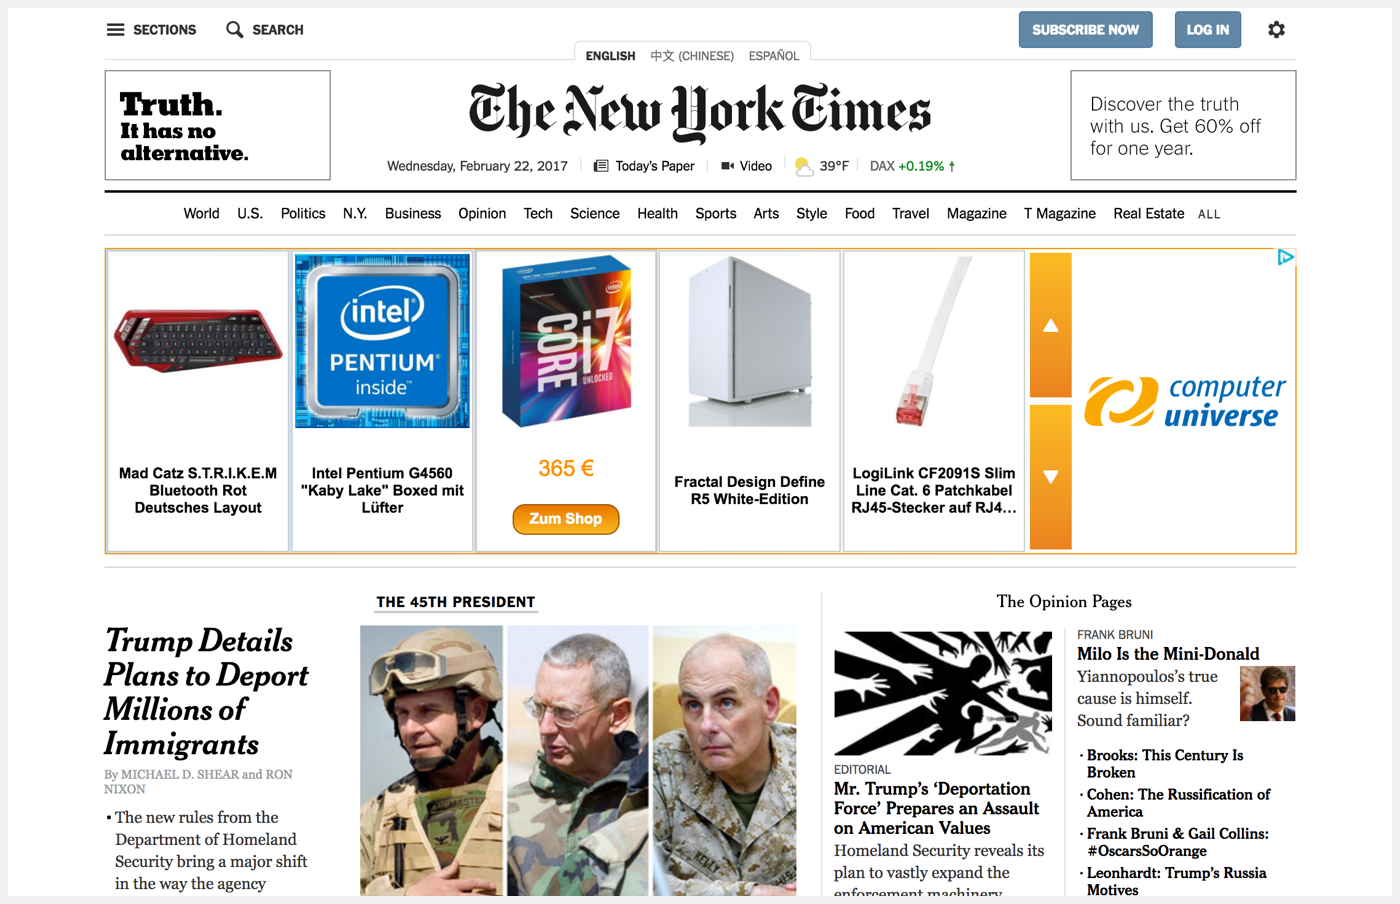 SECTIONS
SEARCH
SUBSCRIBE NOW
LOG IN
ENGLISH
中文 (CHINESE)
ESPAÑOL
Truth.
It has no
alternative.
The New York Times
Discover the truth
with us. Get 60% off
for one year.
Wednesday, February 22, 2017
Today's Paper
Video
39°F
DAX +0.19%
World U.S. Politics N.Y. Business Opinion Tech Science Health Sports Arts Style Food Travel Magazine T Magazine Real Estate ALL
intel
PENTIUM®
inside™
intel
CORE i7
UNLOCKED
computer
universe
Mad Catz S.T.R.I.K.E.M
Bluetooth Rot
Deutsches Layout
Intel Pentium G4560
"Kaby Lake" Boxed mit
Lüfter
365 €
Zum Shop
Fractal Design Define
R5 White-Edition
LogiLink CF2091S Slim
Line Cat. 6 Patchkabel
RJ45-Stecker auf RJ4...
Trump Details
Plans to Deport
Millions of
Immigrants
By MICHAEL D. SHEAR and RON
NIXON
• The new rules from the
Department of Homeland
Security bring a major shift
in the way the agency
THE 45TH PRESIDENT
KELLY
The Opinion Pages
EDITORIAL
Mr. Trump's 'Deportation
Force' Prepares an Assault
on American Values
Homeland Security reveals its
plan to vastly expand the
enforcement machinery
FRANK BRUNI
Milo Is the Mini-Donald
Yiannopoulos's true
cause is himself.
Sound familiar?
· Brooks: This Century Is
Broken
· Cohen: The Russification of
America
· Frank Bruni & Gail Collins:
#OscarsSoOrange
· Leonhardt: Trump's Russia
Motives